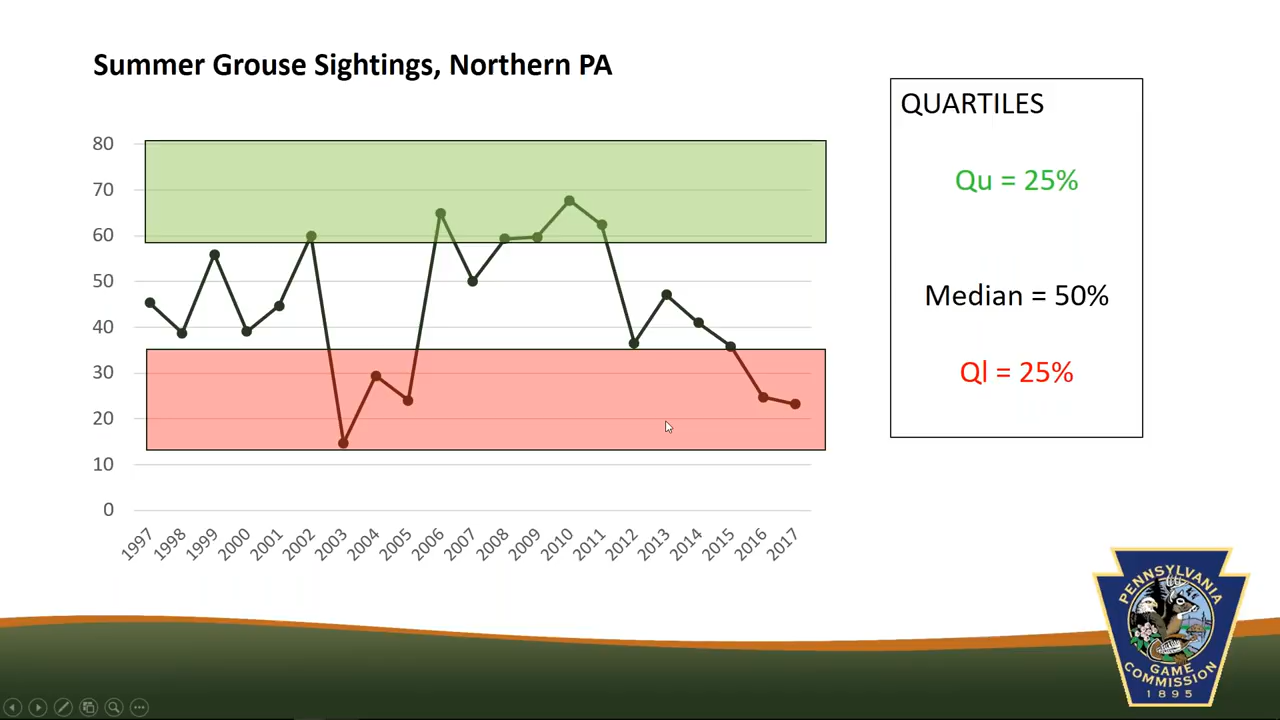 Summer Grouse Sightings, Northern PA
80
70
60
50
40
30
20
10
0
1997 1998 1999 2000 2001 2002 2003 2004 2005 2006 2007 2008 2009 2010 2011 2012 2013 2014 2015 2016 2017
QUARTILES
Qu = 25%
Median = 50%
Ql = 25%
PENNSYLVANIA
GAME
COMMISSION
1895